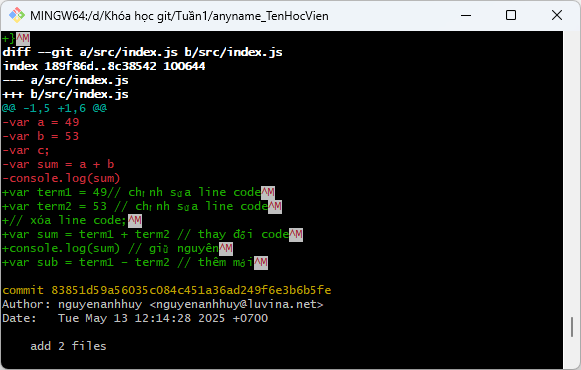 MINGW64:/d/Khóa học git/Tuần1/anyname_TenHocVien
+}^M
diff --git a/src/index.js b/src/index.js
index 189f86d..8c38542 100644
--- a/src/index.js
+++ b/src/index.js
@@ -1,5 +1,6 @@
-var a = 49
-var b = 53
-var c;
-var sum = a + b
-console.log(sum)
+var term1 = 49// chỉnh sửa line code^M
+var term2 = 53 // chỉnh sửa line code^M
+// xóa line code;^M
+var sum = term1 + term2 // thay đổi code^M
+console.log(sum) // giữ nguyên^M
+var sub = term1 - term2 // thêm mới^M
commit 83851d59a56035c084c451a36ad249f6e3b6b5fe
Author: nguyenanhhuy <nguyenanhhuy@luvina.net>
Date:   Tue May 13 12:14:28 2025 +0700
    add 2 files